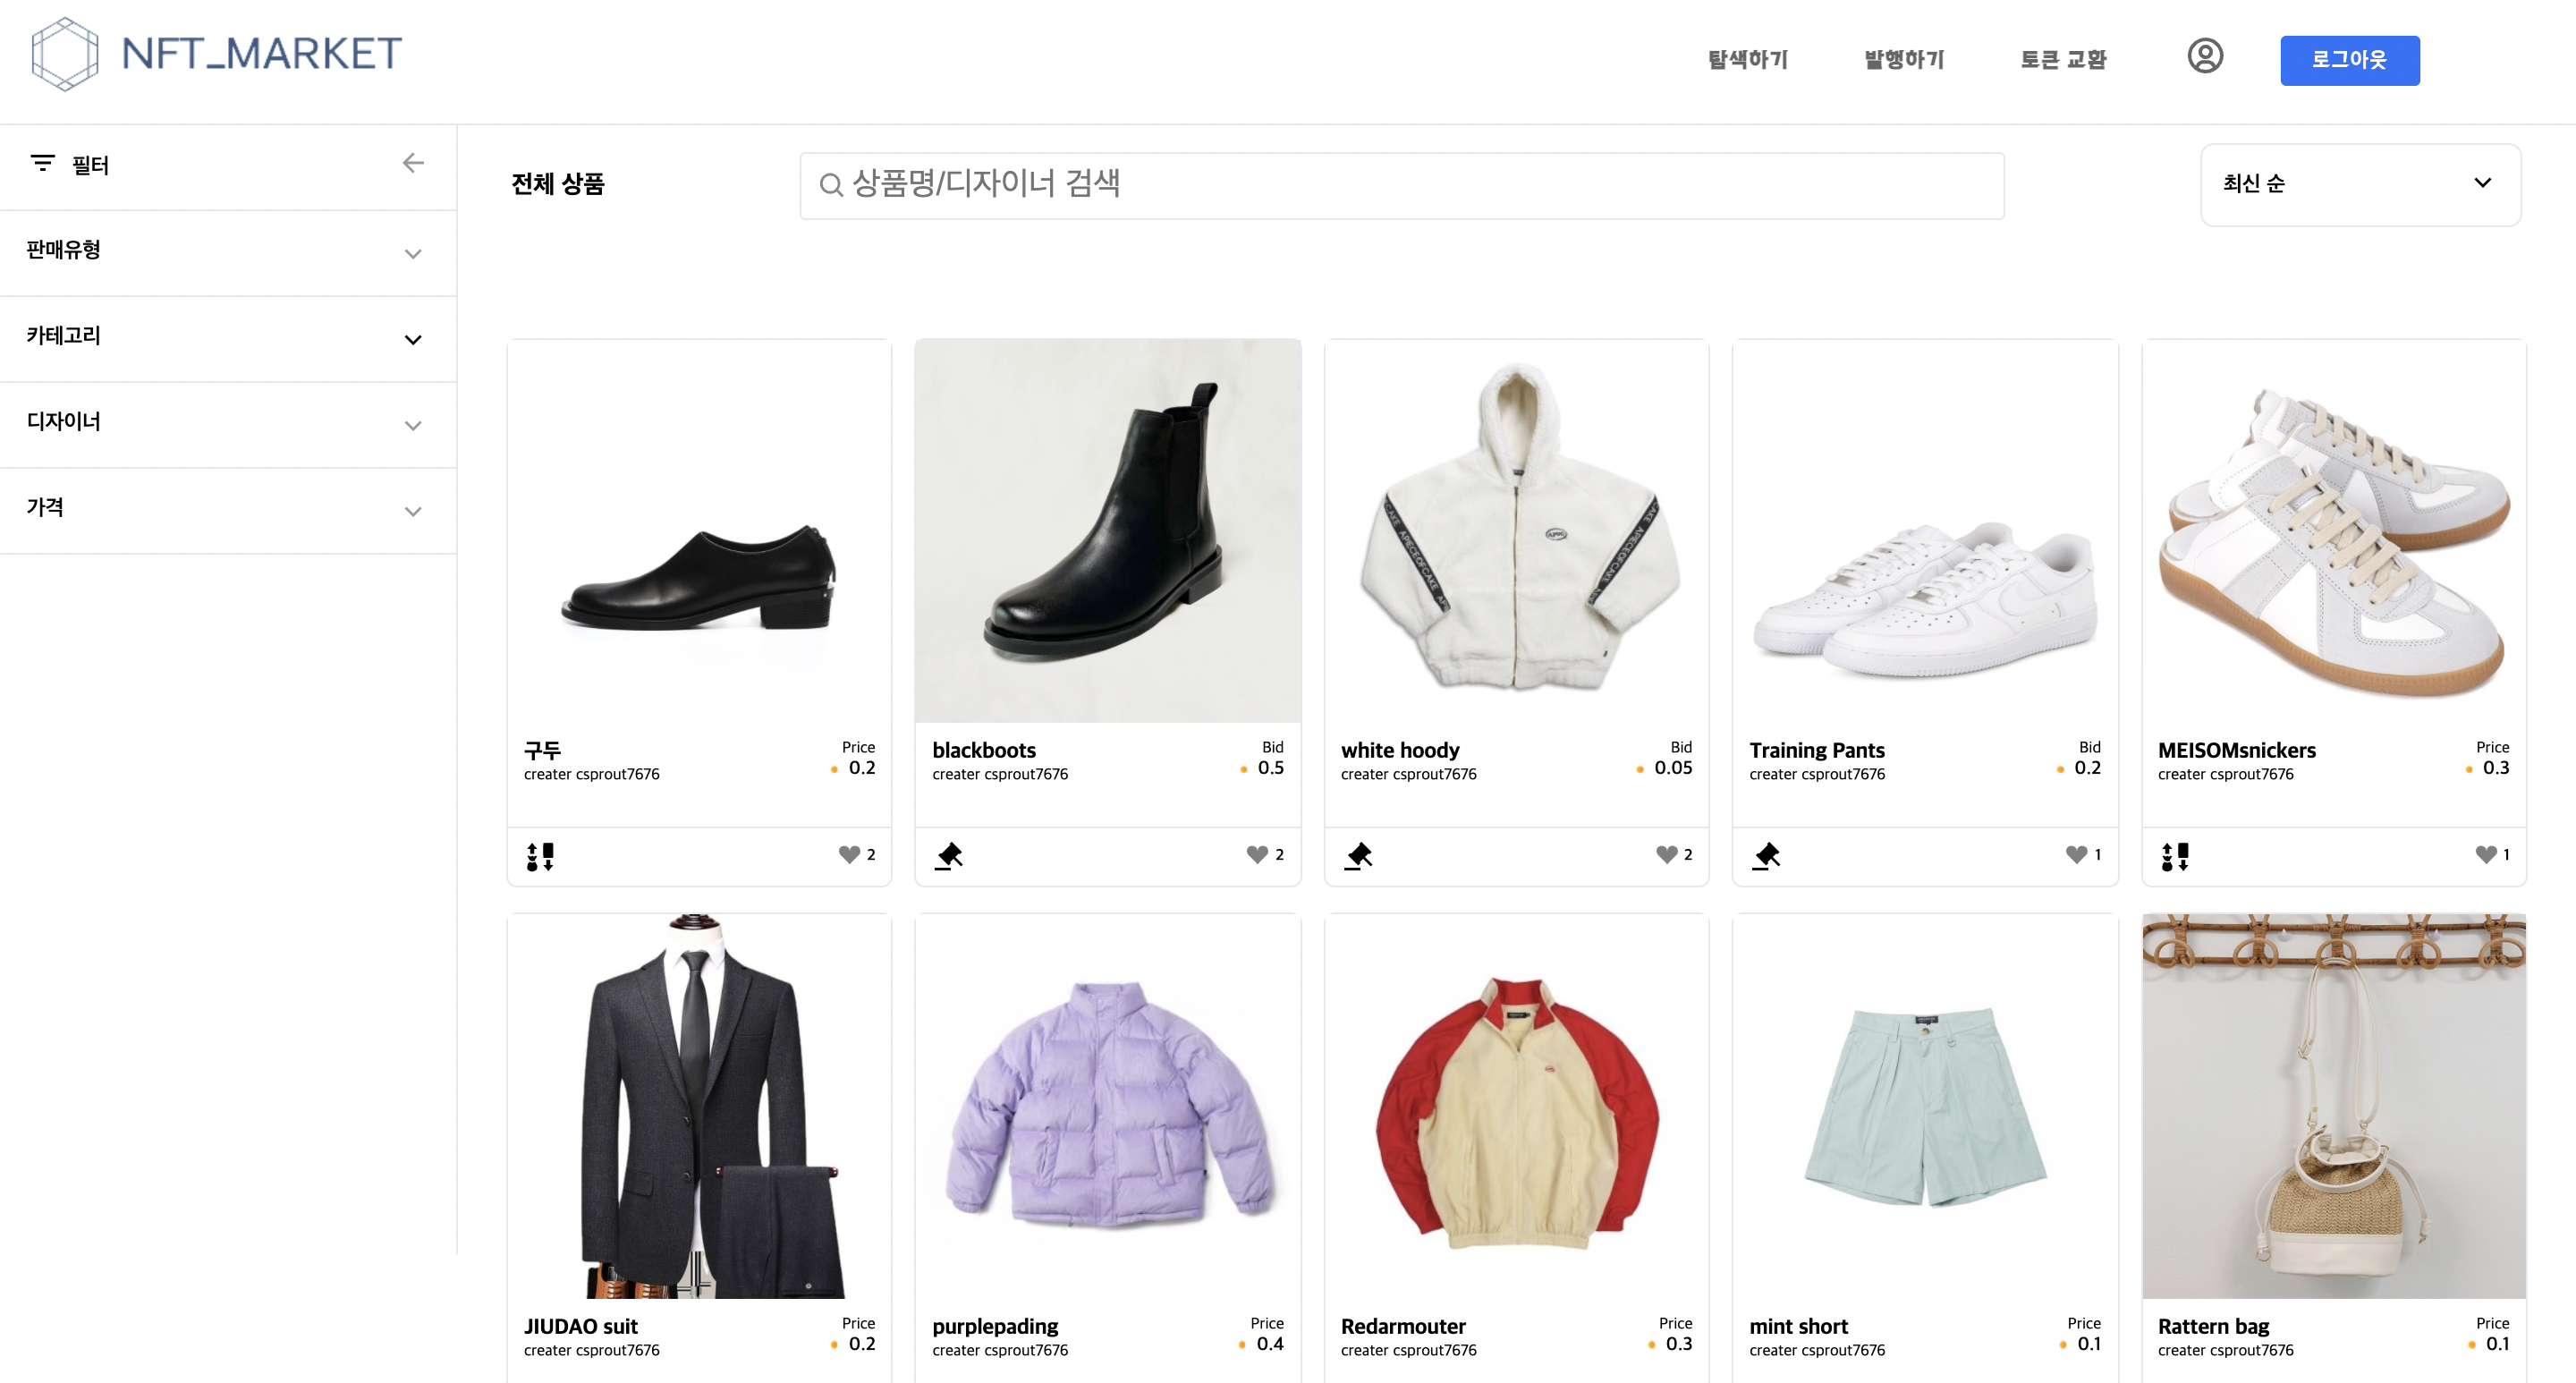 NFT_MARKET
탐색하기
발행하기
토큰 교환
로그아웃
필터
판매유형
카테고리
디자이너
가격
전체 상품
상품명/디자이너 검색
최신 순
APIECEOFCAKE
APIECEOFCAKE
구두
Price
creater csprout7676
0.2
2
blackboots
Bid
creater csprout7676
0.5
2
white hoody
Bid
creater csprout7676
0.05
2
Training Pants
Bid
creater csprout7676
0.2
1
MEISOMsnickers
Price
creater csprout7676
0.3
1
JIUDAO suit
Price
creater csprout7676
0.2
purplepading
Price
creater csprout7676
0.4
Redarmouter
Price
creater csprout7676
0.3
mint short
Price
creater csprout7676
0.1
Rattern bag
Price
creater csprout7676
0.1